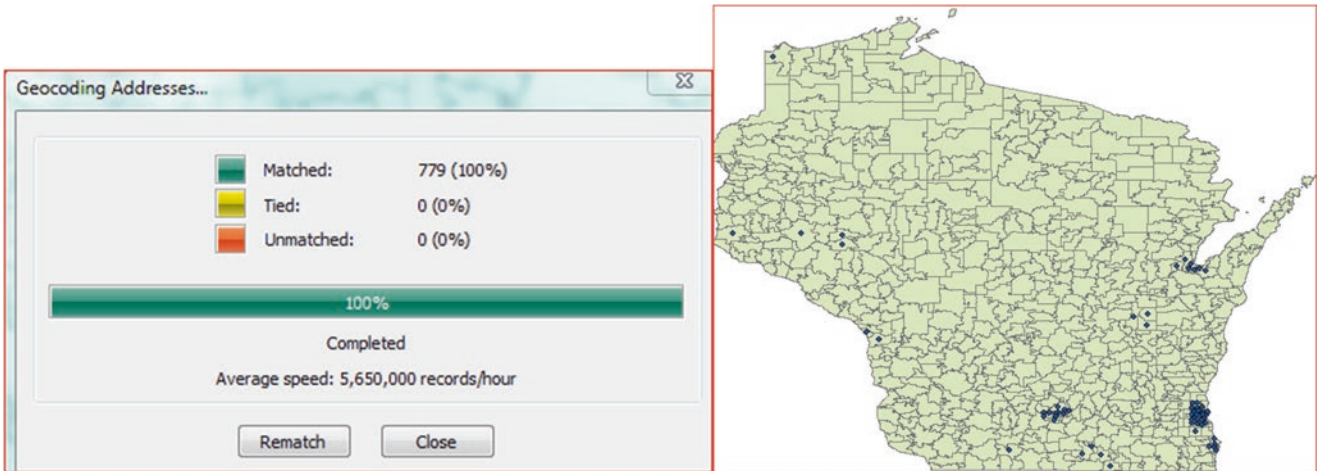 Geocoding Addresses...
Matched: 779 (100%)
Tied: 0 (0%)
Unmatched: 0 (0%)
100%
Completed
Average speed: 5,650,000 records/hour
Rematch Close